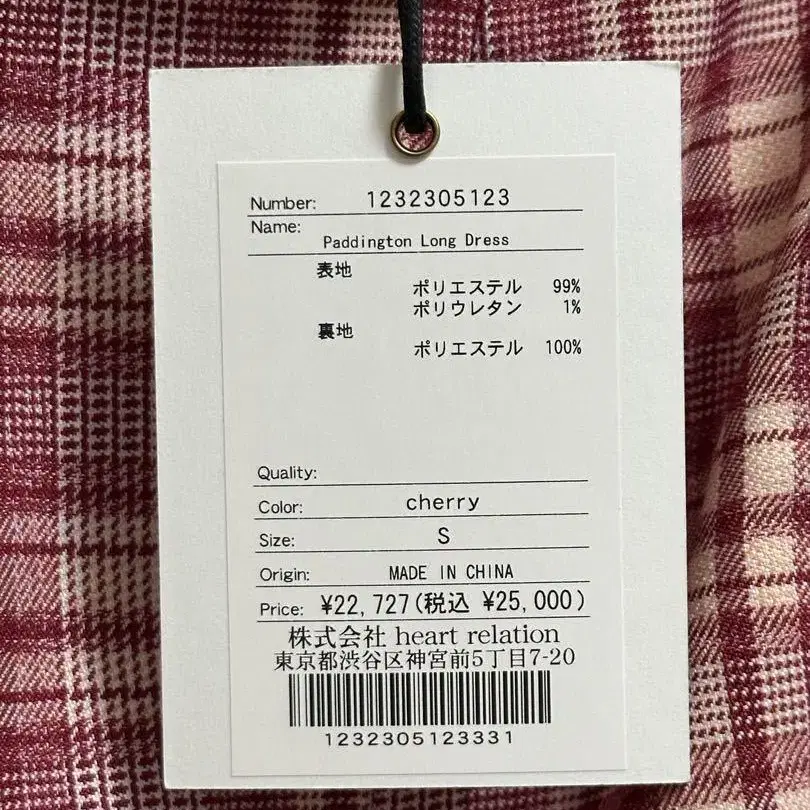 Number: 1232305123
Name:
Paddington Long Dress
表地
ポリエステル 99%
ポリウレタン 1%
裏地
ポリエステル 100%
Quality:
Color: cherry
Size: S
Origin: MADE IN CHINA
Price: ¥22,727(税込 ¥25,000)
株式会社 heart relation
東京都渋谷区神宮前5丁目7-20
1232305123331